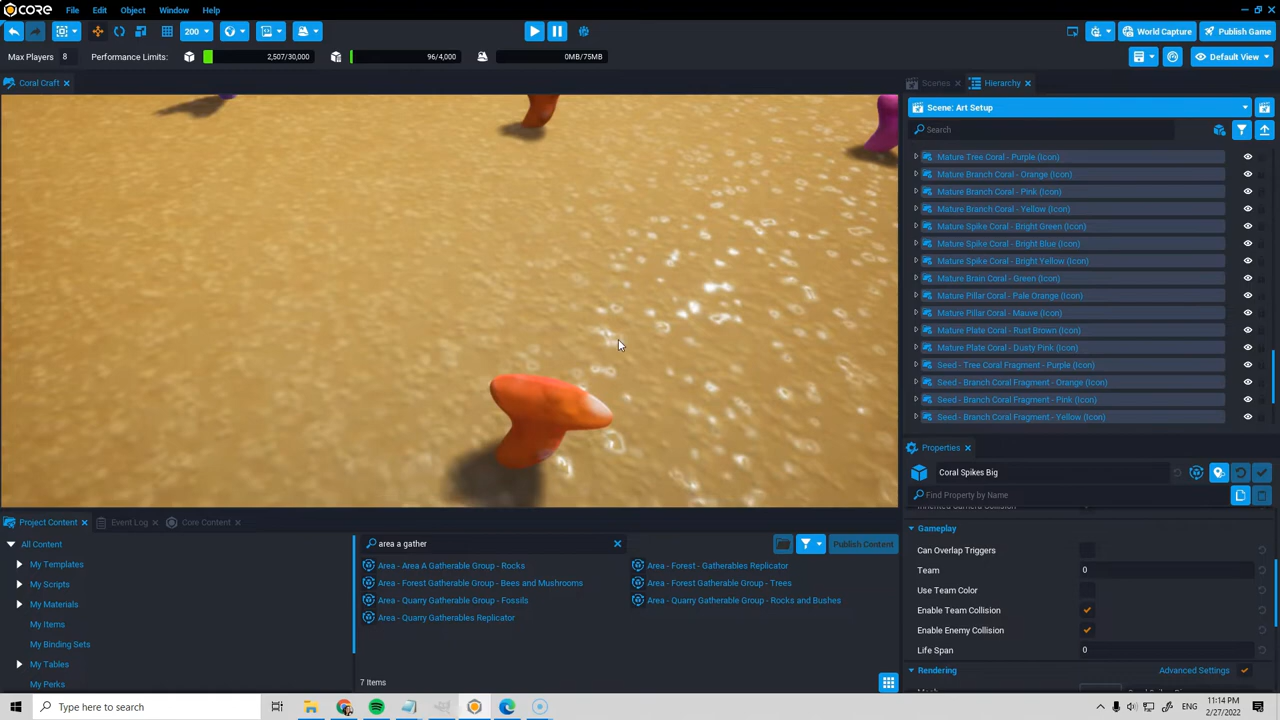 CORE File Edit Object Window Help
200 World Capture Publish Game
Max Players 8 Performance Limits: 2,507/30,000 96/4,000 0MB/75MB Default View
Coral Craft Scenes Hierarchy
Scene: Art Setup
Search
Mature Tree Coral - Purple (Icon)
Mature Branch Coral - Orange (Icon)
Mature Branch Coral - Pink (Icon)
Mature Branch Coral - Yellow (Icon)
Mature Spike Coral - Bright Green (Icon)
Mature Spike Coral - Bright Blue (Icon)
Mature Spike Coral - Bright Yellow (Icon)
Mature Brain Coral - Green (Icon)
Mature Pillar Coral - Pale Orange (Icon)
Mature Pillar Coral - Mauve (Icon)
Mature Plate Coral - Rust Brown (Icon)
Mature Plate Coral - Dusty Pink (Icon)
Seed - Tree Coral Fragment - Purple (Icon)
Seed - Branch Coral Fragment - Orange (Icon)
Seed - Branch Coral Fragment - Pink (Icon)
Seed - Branch Coral Fragment - Yellow (Icon)
Properties
Coral Spikes Big
Find Property by Name
Gameplay
Can Overlap Triggers
Team 0
Use Team Color
Enable Team Collision
Enable Enemy Collision
Life Span 0
Rendering Advanced Settings
Project Content Event Log Core Content
All Content
My Templates
My Scripts
My Materials
My Items
My Binding Sets
My Tables
My Perks
area a gather Publish Content
Area - Area A Gatherable Group - Rocks Area - Forest - Gatherables Replicator
Area - Forest Gatherable Group - Bees and Mushrooms Area - Forest Gatherable Group - Trees
Area - Quarry Gatherable Group - Fossils Area - Quarry Gatherable Group - Rocks and Bushes
Area - Quarry Gatherables Replicator
7 Items
Type here to search ENG 11:14 PM
2/27/2022